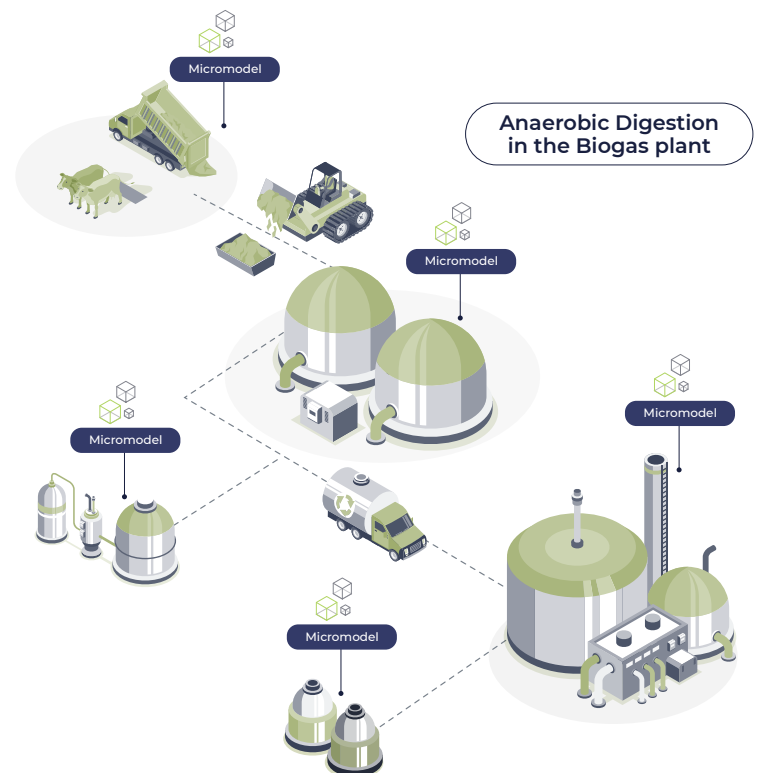 Micromodel
Anaerobic Digestion
in the Biogas plant
Micromodel
Micromodel
Micromodel
Micromodel